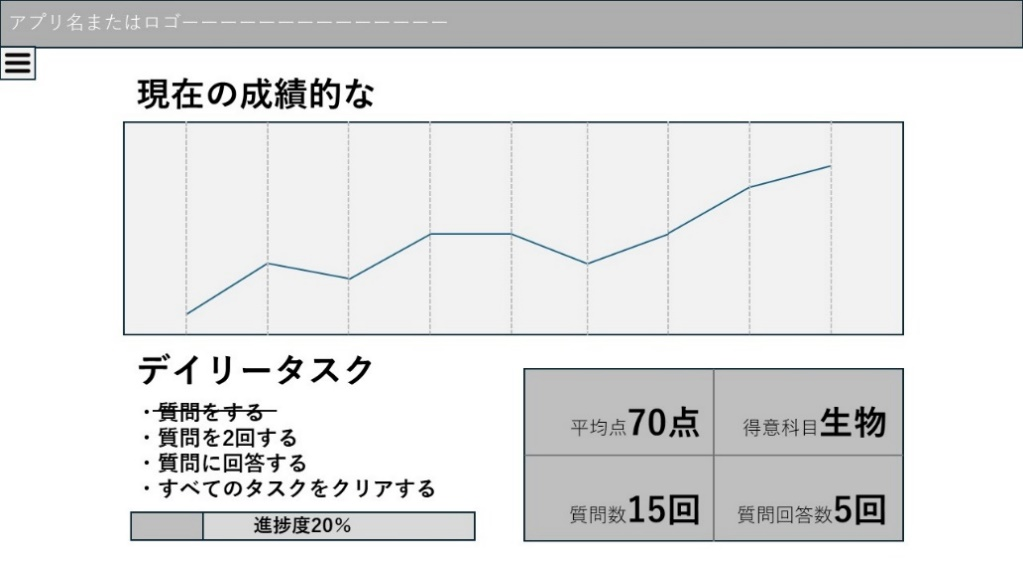 アプリ名またはロゴーーーーーーーーーーーーーーー
現在の成績的な
デイリータスク
・質問をする
・質問を2回する
・質問に回答する
・すべてのタスクをクリアする
進捗度20%
平均点70点
得意科目生物
質問数15回
質問回答数5回